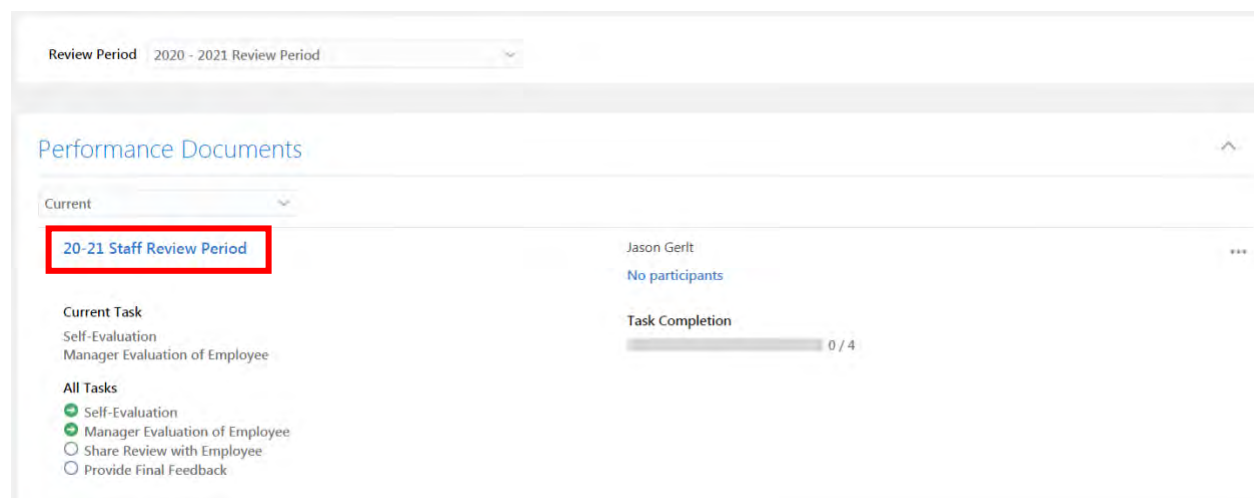 Review Period 2020 - 2021 Review Period
Performance Documents
Current
20-21 Staff Review Period
Jason Gerlt
No participants
Current Task
Self-Evaluation
Manager Evaluation of Employee
Task Completion
0 / 4
All Tasks
Self-Evaluation
Manager Evaluation of Employee
Share Review with Employee
Provide Final Feedback